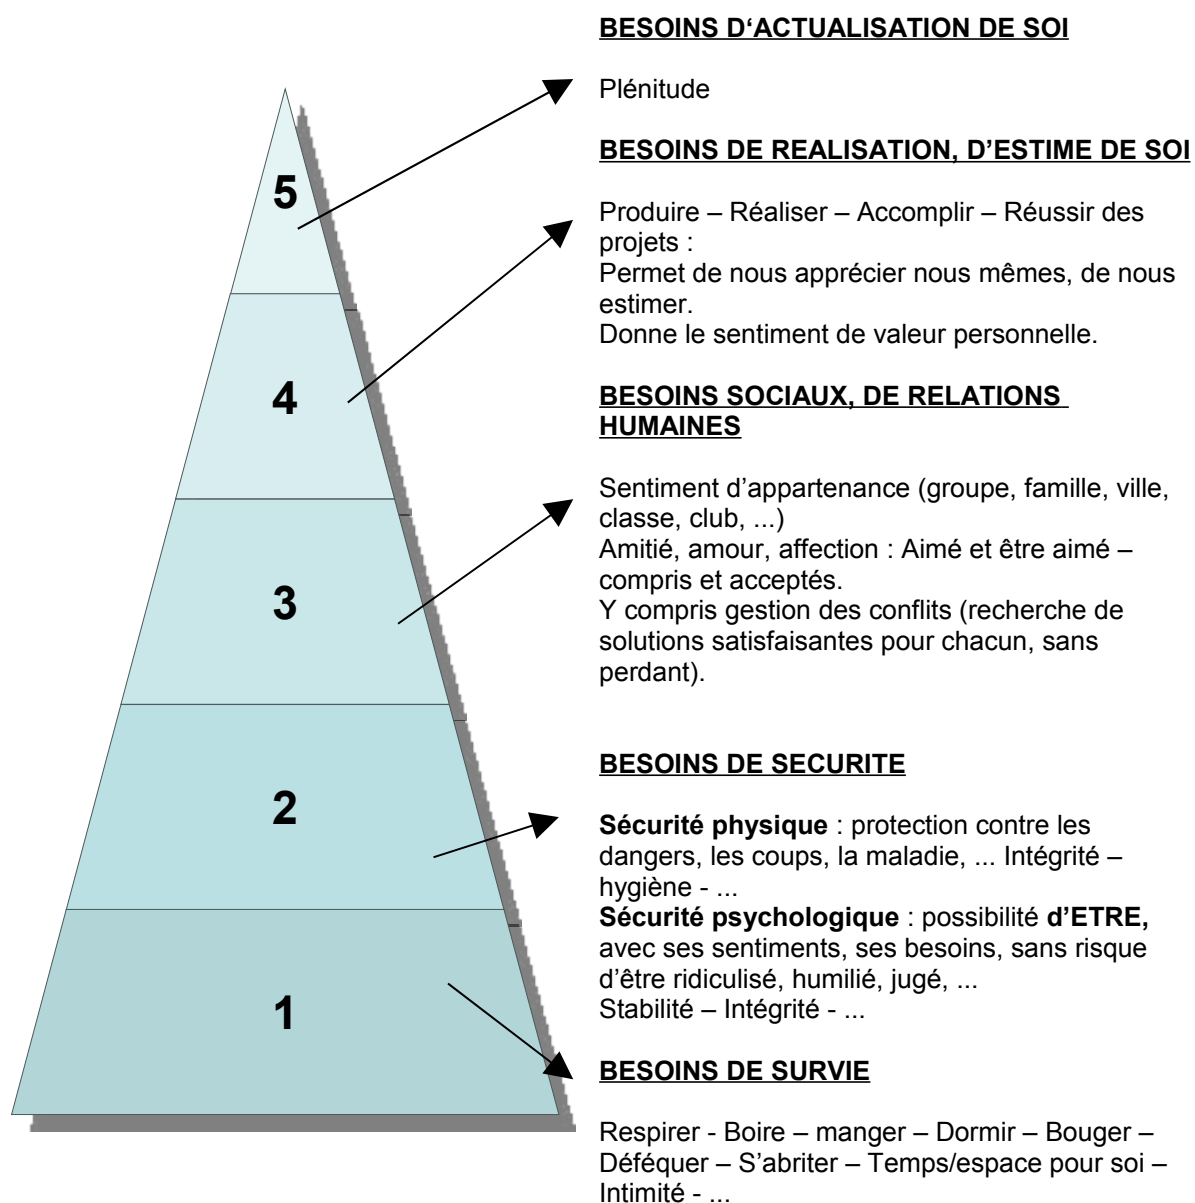 BESOINS D‘ACTUALISATION DE SOI
Plénitude
BESOINS DE REALISATION, D’ESTIME DE SOI
Produire – Réaliser – Accomplir – Réussir des
projets :
Permet de nous apprécier nous mêmes, de nous
estimer.
Donne le sentiment de valeur personnelle.
BESOINS SOCIAUX, DE RELATIONS
HUMAINES
Sentiment d’appartenance (groupe, famille, ville,
classe, club, ...)
Amitié, amour, affection : Aimé et être aimé –
compris et acceptés.
Y compris gestion des conflits (recherche de
solutions satisfaisantes pour chacun, sans
perdant).
BESOINS DE SECURITE
Sécurité physique : protection contre les
dangers, les coups, la maladie, ... Intégrité –
hygiène - ...
Sécurité psychologique : possibilité d’ETRE,
avec ses sentiments, ses besoins, sans risque
d’être ridiculisé, humilié, jugé, ...
Stabilité – Intégrité - ...
BESOINS DE SURVIE
Respirer - Boire – manger – Dormir – Bouger –
Déféquer – S’abriter – Temps/espace pour soi –
Intimité - ...
5
4
3
2
1